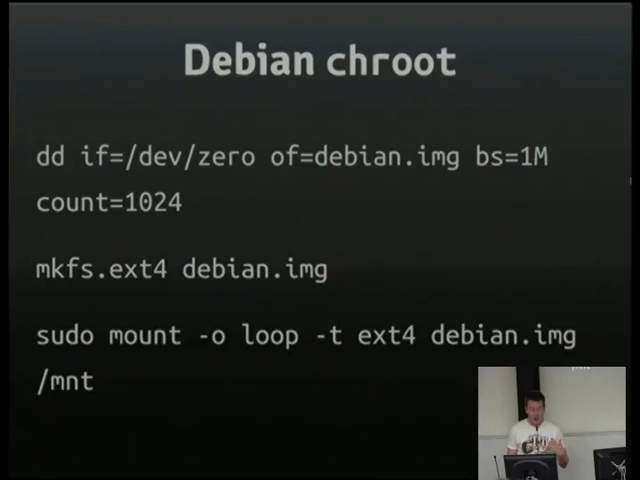 Debian chroot
dd if=/dev/zero of=debian.img bs=1M
count=1024
mkfs.ext4 debian.img
sudo mount -o loop -t ext4 debian.img
/mnt